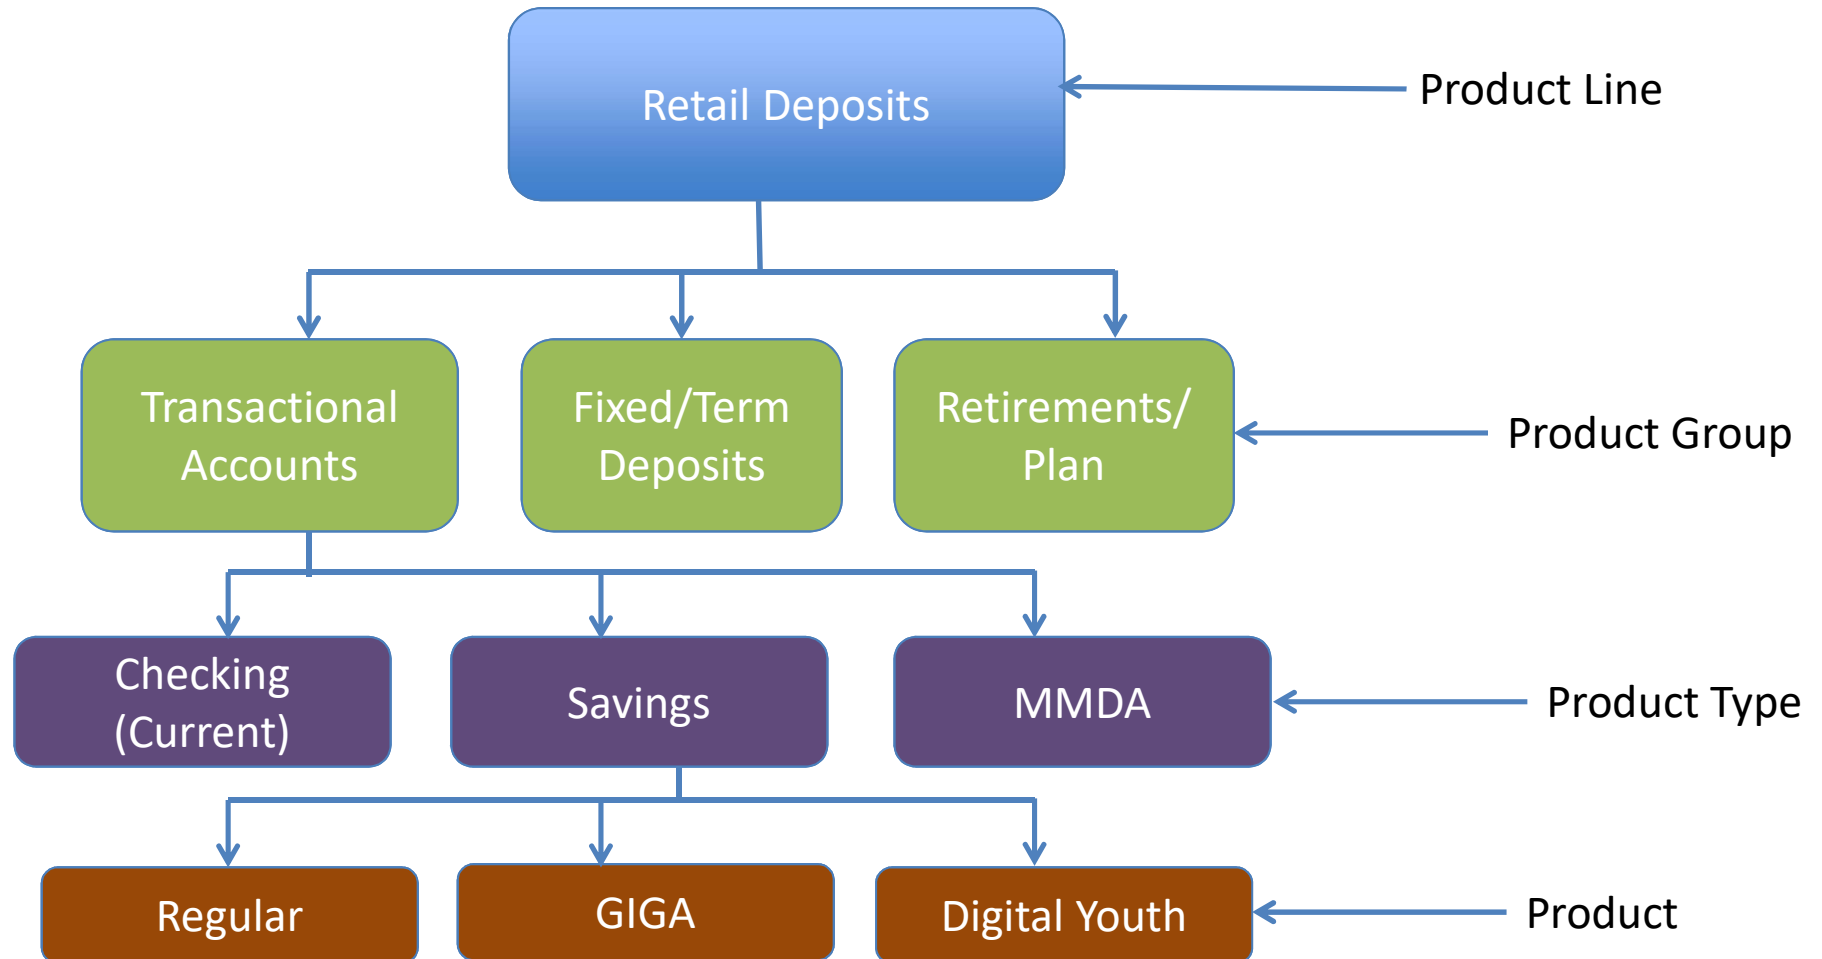 Retail Deposits
Product Line
Transactional
Accounts
Fixed/Term
Deposits
Retirements/
Plan
Product Group
Checking
(Current)
Savings
MMDA
Product Type
Regular
GIGA
Digital Youth
Product